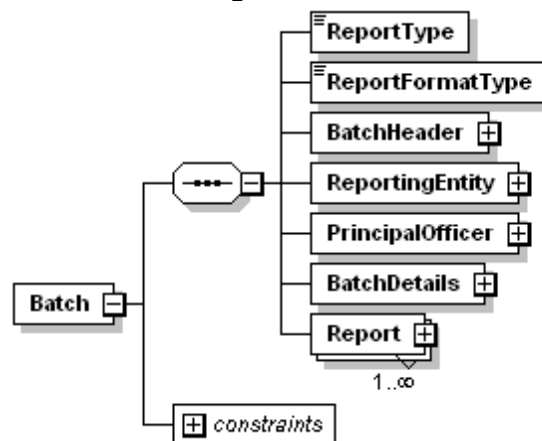 ReportType
ReportFormatType
BatchHeader
ReportingEntity
PrincipalOfficer
BatchDetails
Batch
Report
1..∞
constraints